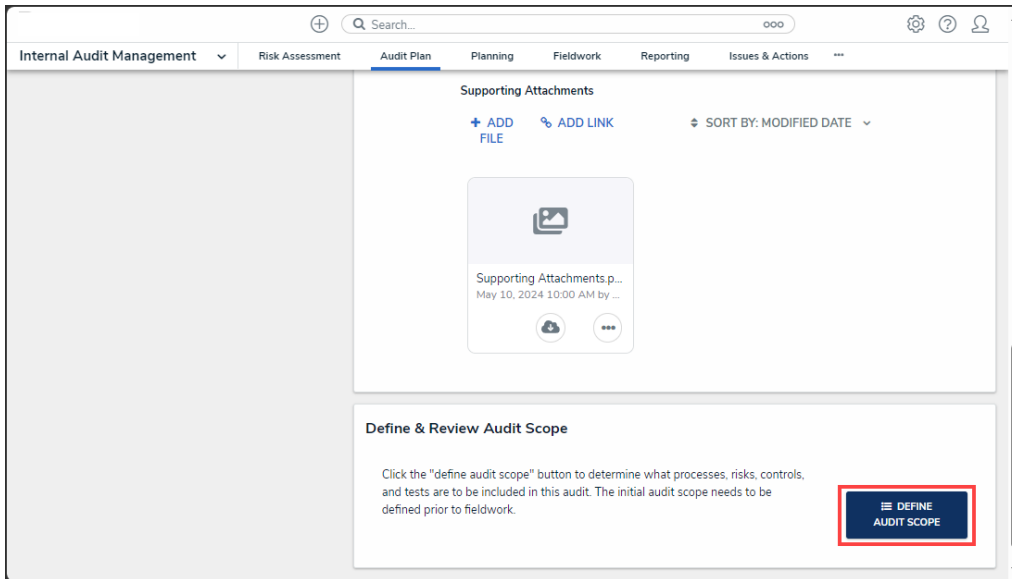 Search...
Internal Audit Management
Risk Assessment
Audit Plan
Planning
Fieldwork
Reporting
Issues & Actions
Supporting Attachments
ADD FILE
ADD LINK
SORT BY: MODIFIED DATE
Supporting Attachments.p...
May 10, 2024 10:00 AM by ...
Define & Review Audit Scope
Click the "define audit scope" button to determine what processes, risks, controls,
and tests are to be included in this audit. The initial audit scope needs to be
defined prior to fieldwork.
DEFINE
AUDIT SCOPE